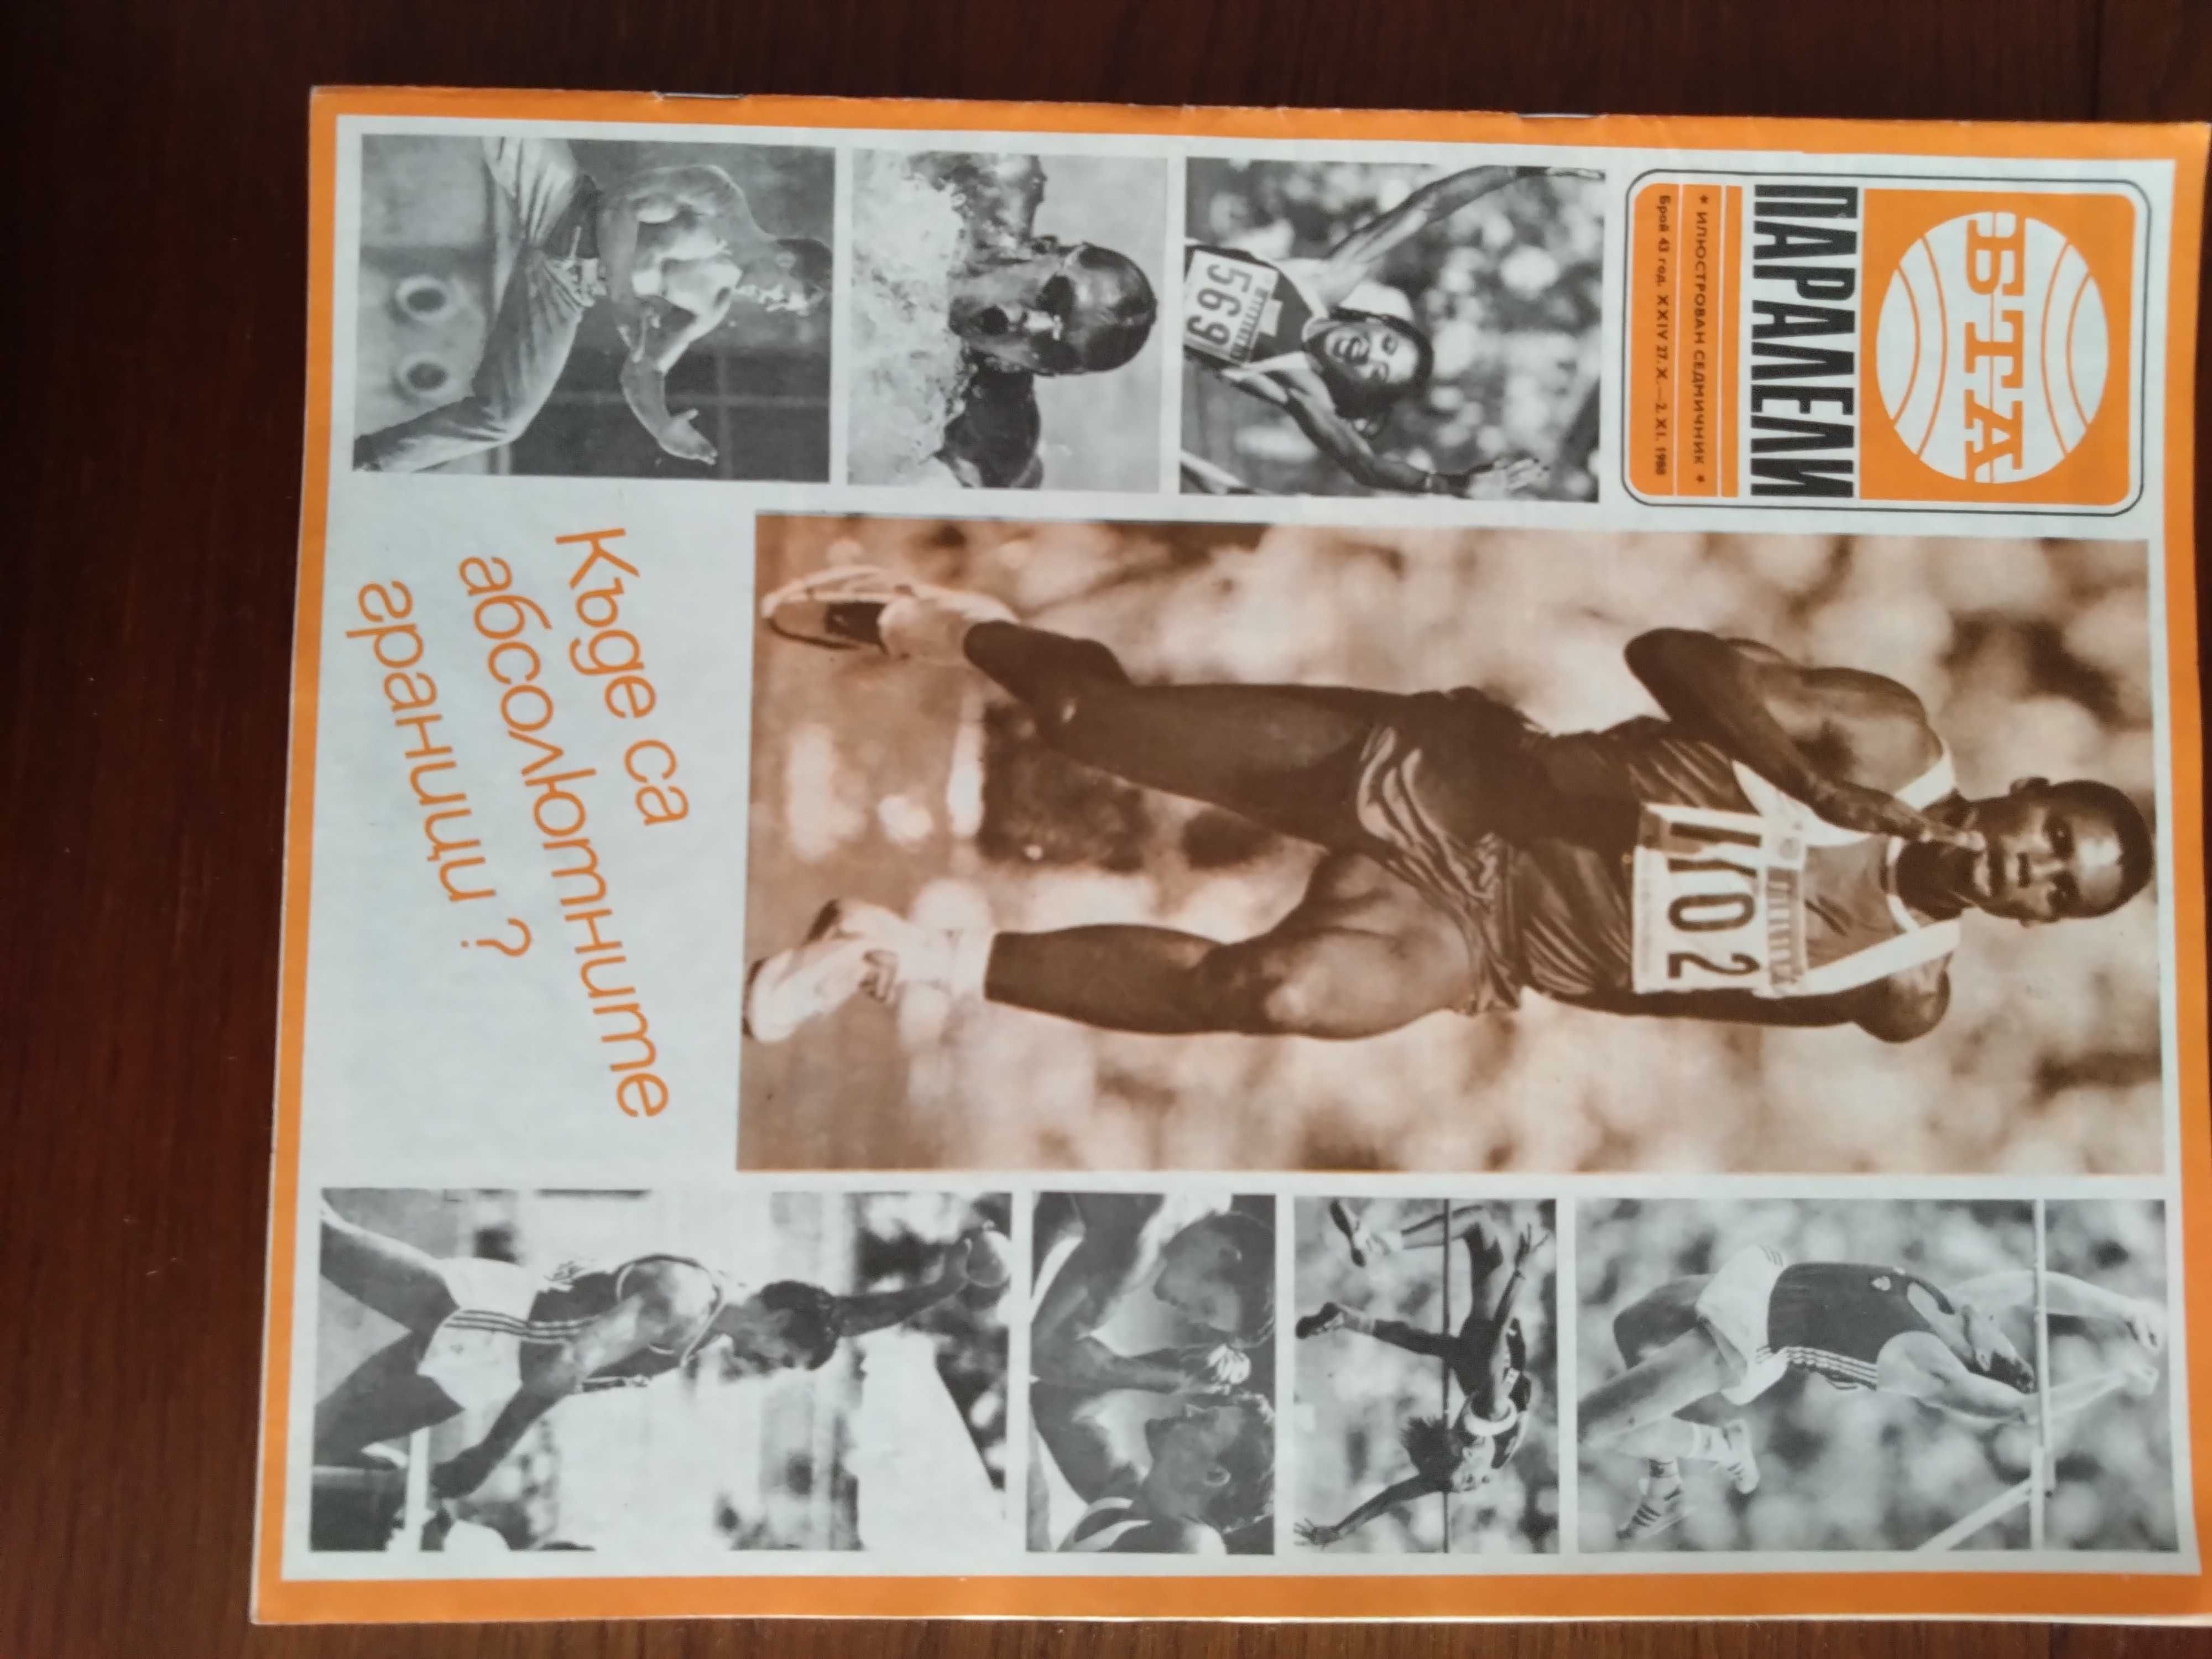 БТА
ПАРАЛЕЛИ
* ИЛЮСТРОВАН СЕДМИЧНИК *
Брой 43 год. XXIV 27. X. — 2. XI. 1988
569
1102
Къде са
абсолютните
граници ?